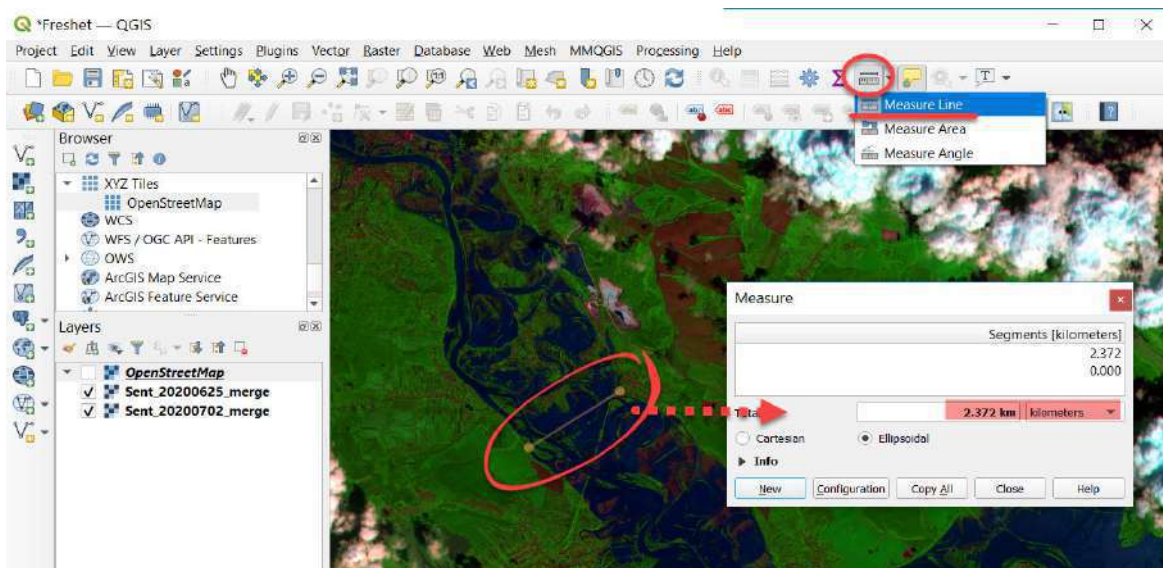 *Freshet — QGIS
Project Edit View Layer Settings Plugins Vector Raster Database Web Mesh MMQGIS Processing Help
Measure Line
Measure Area
Measure Angle
Browser
XYZ Tiles
OpenStreetMap
WCS
WFS / OGC API - Features
OWS
ArcGIS Map Service
ArcGIS Feature Service
Layers
OpenStreetMap
Sent_20200625_merge
Sent_20200702_merge
Measure
Segments [kilometers]
2.372
0.000
2.372 km kilometers
Cartesian Ellipsoidal
Info
New Configuration Copy All Close Help